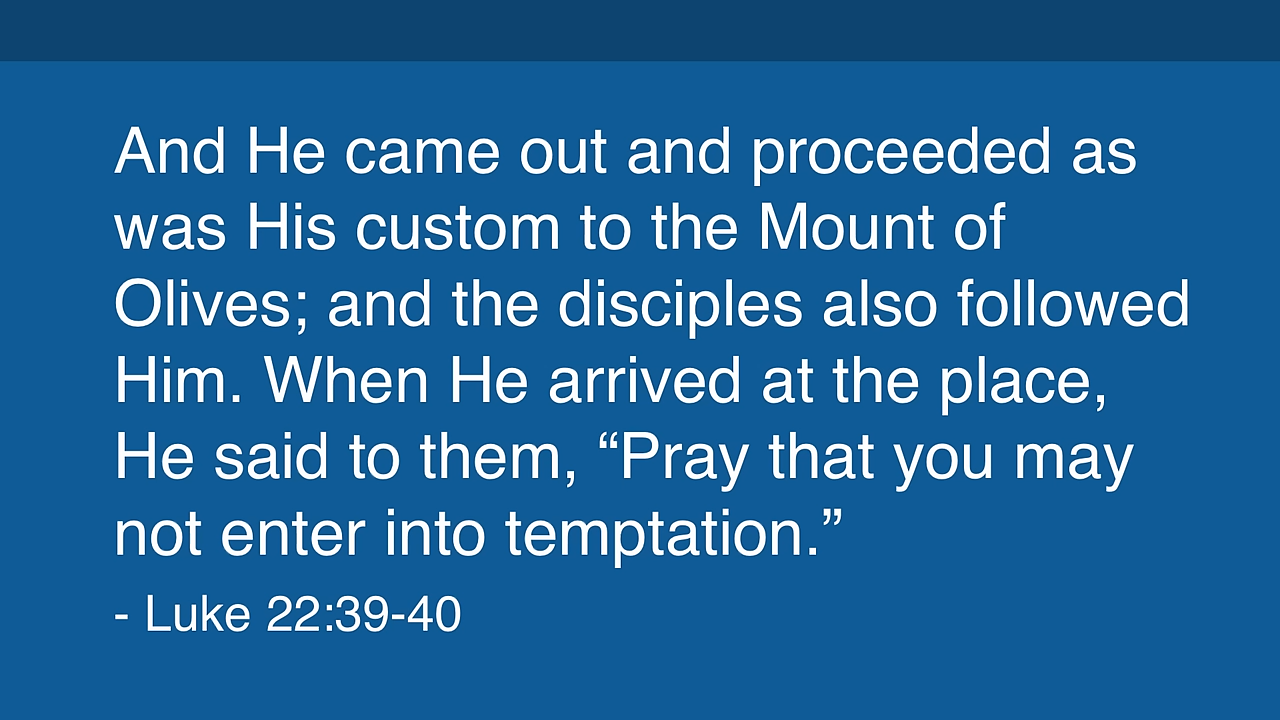 And He came out and proceeded as
was His custom to the Mount of
Olives; and the disciples also followed
Him. When He arrived at the place,
He said to them, “Pray that you may
not enter into temptation.”
- Luke 22:39-40